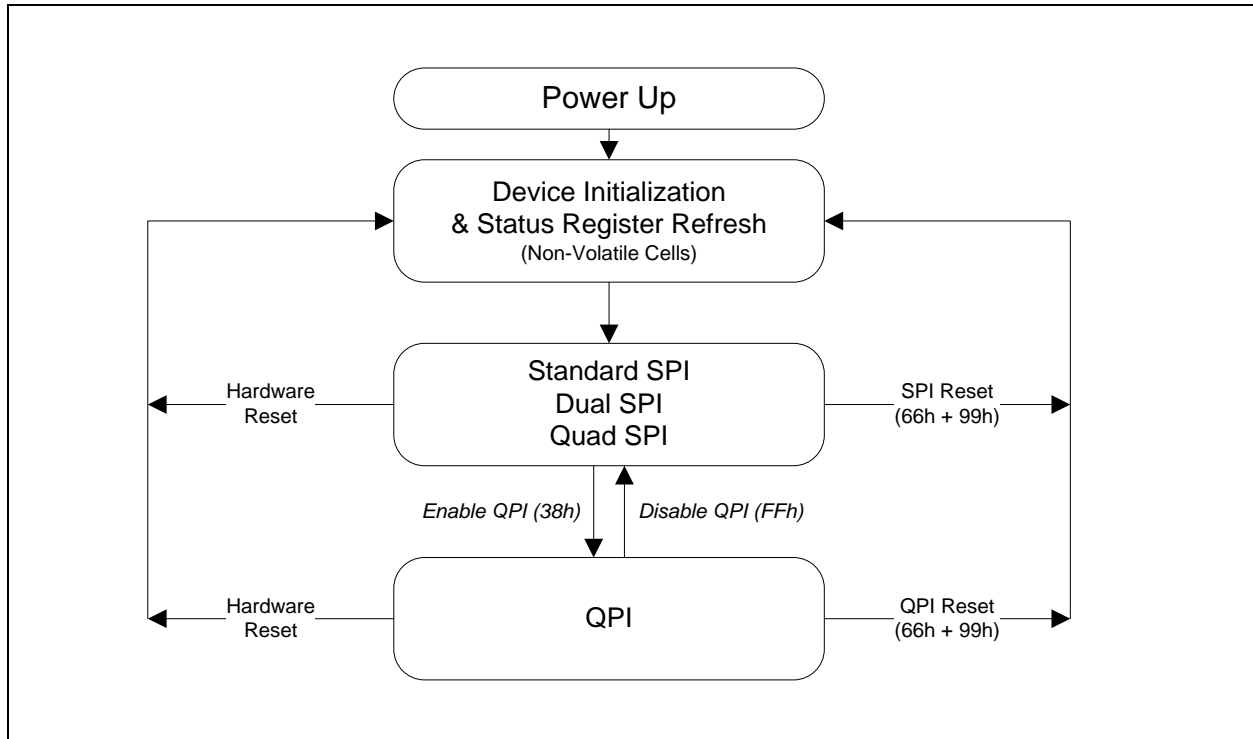 Power Up
Device Initialization
& Status Register Refresh
(Non-Volatile Cells)
Standard SPI
Dual SPI
Quad SPI
Hardware
Reset
SPI Reset
(66h + 99h)
Enable QPI (38h)
Disable QPI (FFh)
QPI
Hardware
Reset
QPI Reset
(66h + 99h)